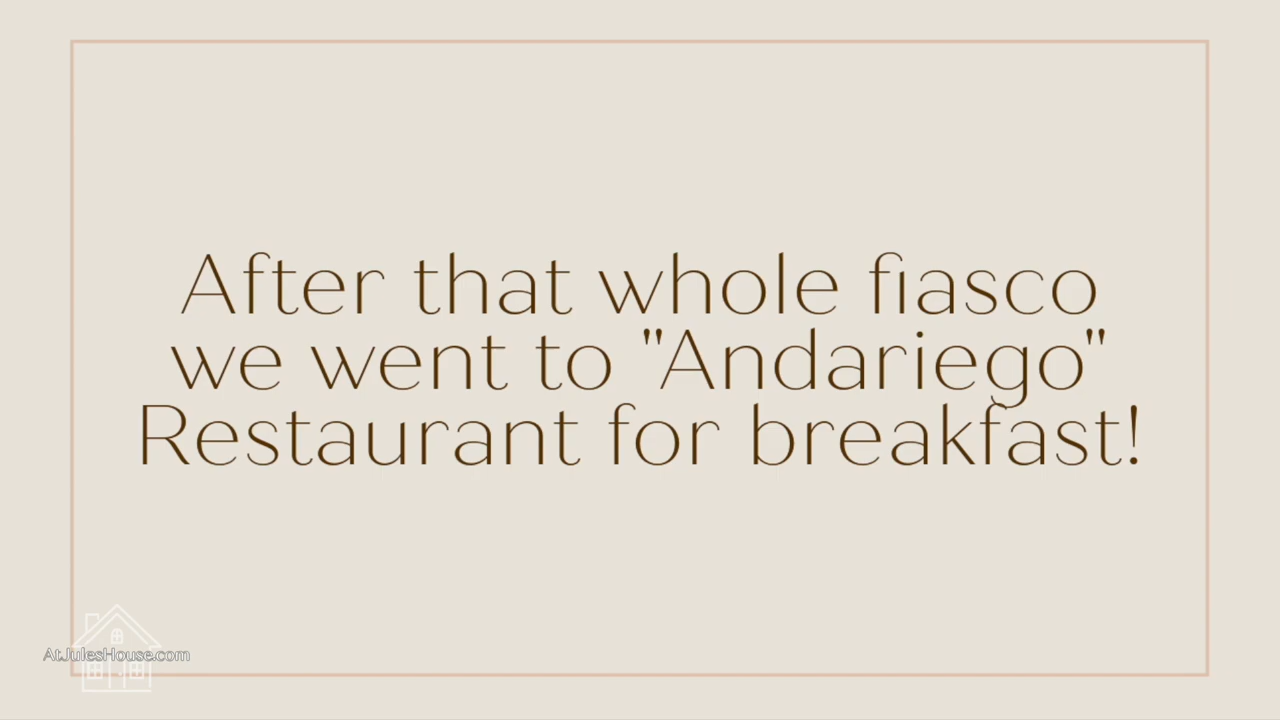 After that whole fiasco
we went to "Andariego"
Restaurant for breakfast!
AtJulesHouse.com